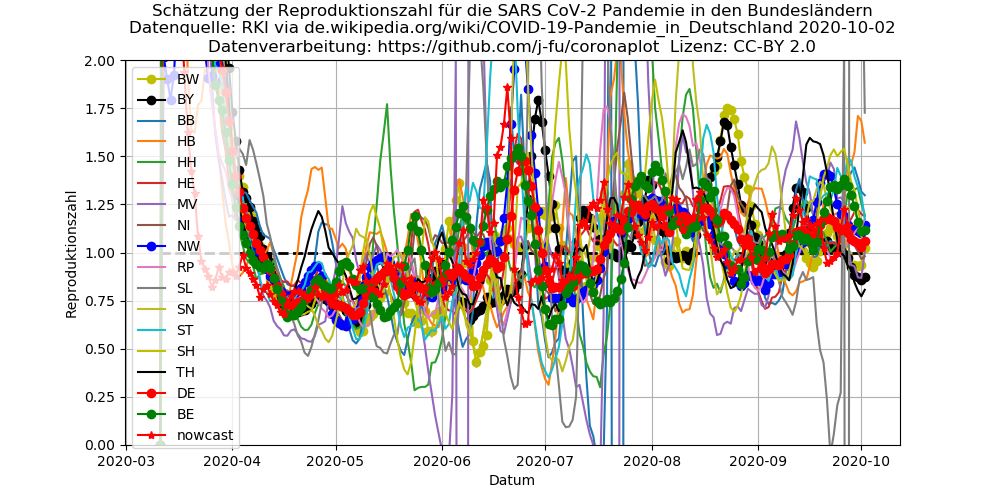 Schätzung der Reproduktionszahl für die SARS CoV-2 Pandemie in den Bundesländern
Datenquelle: RKI via de.wikipedia.org/wiki/COVID-19-Pandemie_in_Deutschland 2020-10-02
Datenverarbeitung: https://github.com/j-fu/coronaplot  Lizenz: CC-BY 2.0
Reproduktionszahl
2.00
1.75
1.50
1.25
1.00
0.75
0.50
0.25
0.00
BW
BY
BB
HB
HH
HE
MV
NI
NW
RP
SL
SN
ST
SH
TH
DE
BE
nowcast
2020-03 2020-04 2020-05 2020-06 2020-07 2020-08 2020-09 2020-10
Datum